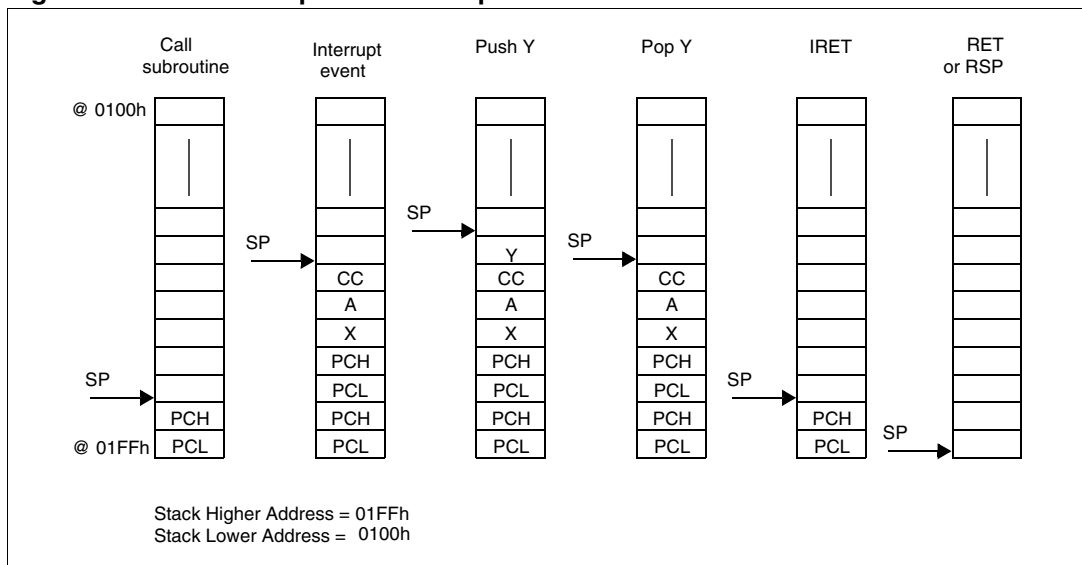 Call
subroutine
Interrupt
event
Push Y
Pop Y
IRET
RET
or RSP
@ 0100h
SP
PCH
@ 01FFh PCL
SP
CC
A
X
PCH
PCL
PCH
PCL
SP
Y
CC
A
X
PCH
PCL
PCH
PCL
SP
CC
A
X
PCH
PCL
PCH
PCL
SP
PCH
PCL
SP
Stack Higher Address = 01FFh
Stack Lower Address = 0100h